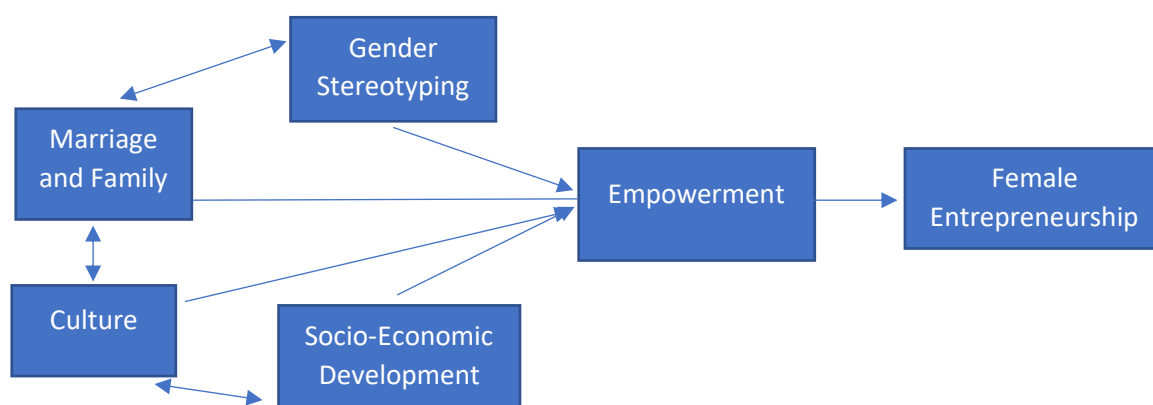 Gender
Stereotyping
Marriage
and Family
Empowerment
Female
Entrepreneurship
Culture
Socio-Economic
Development